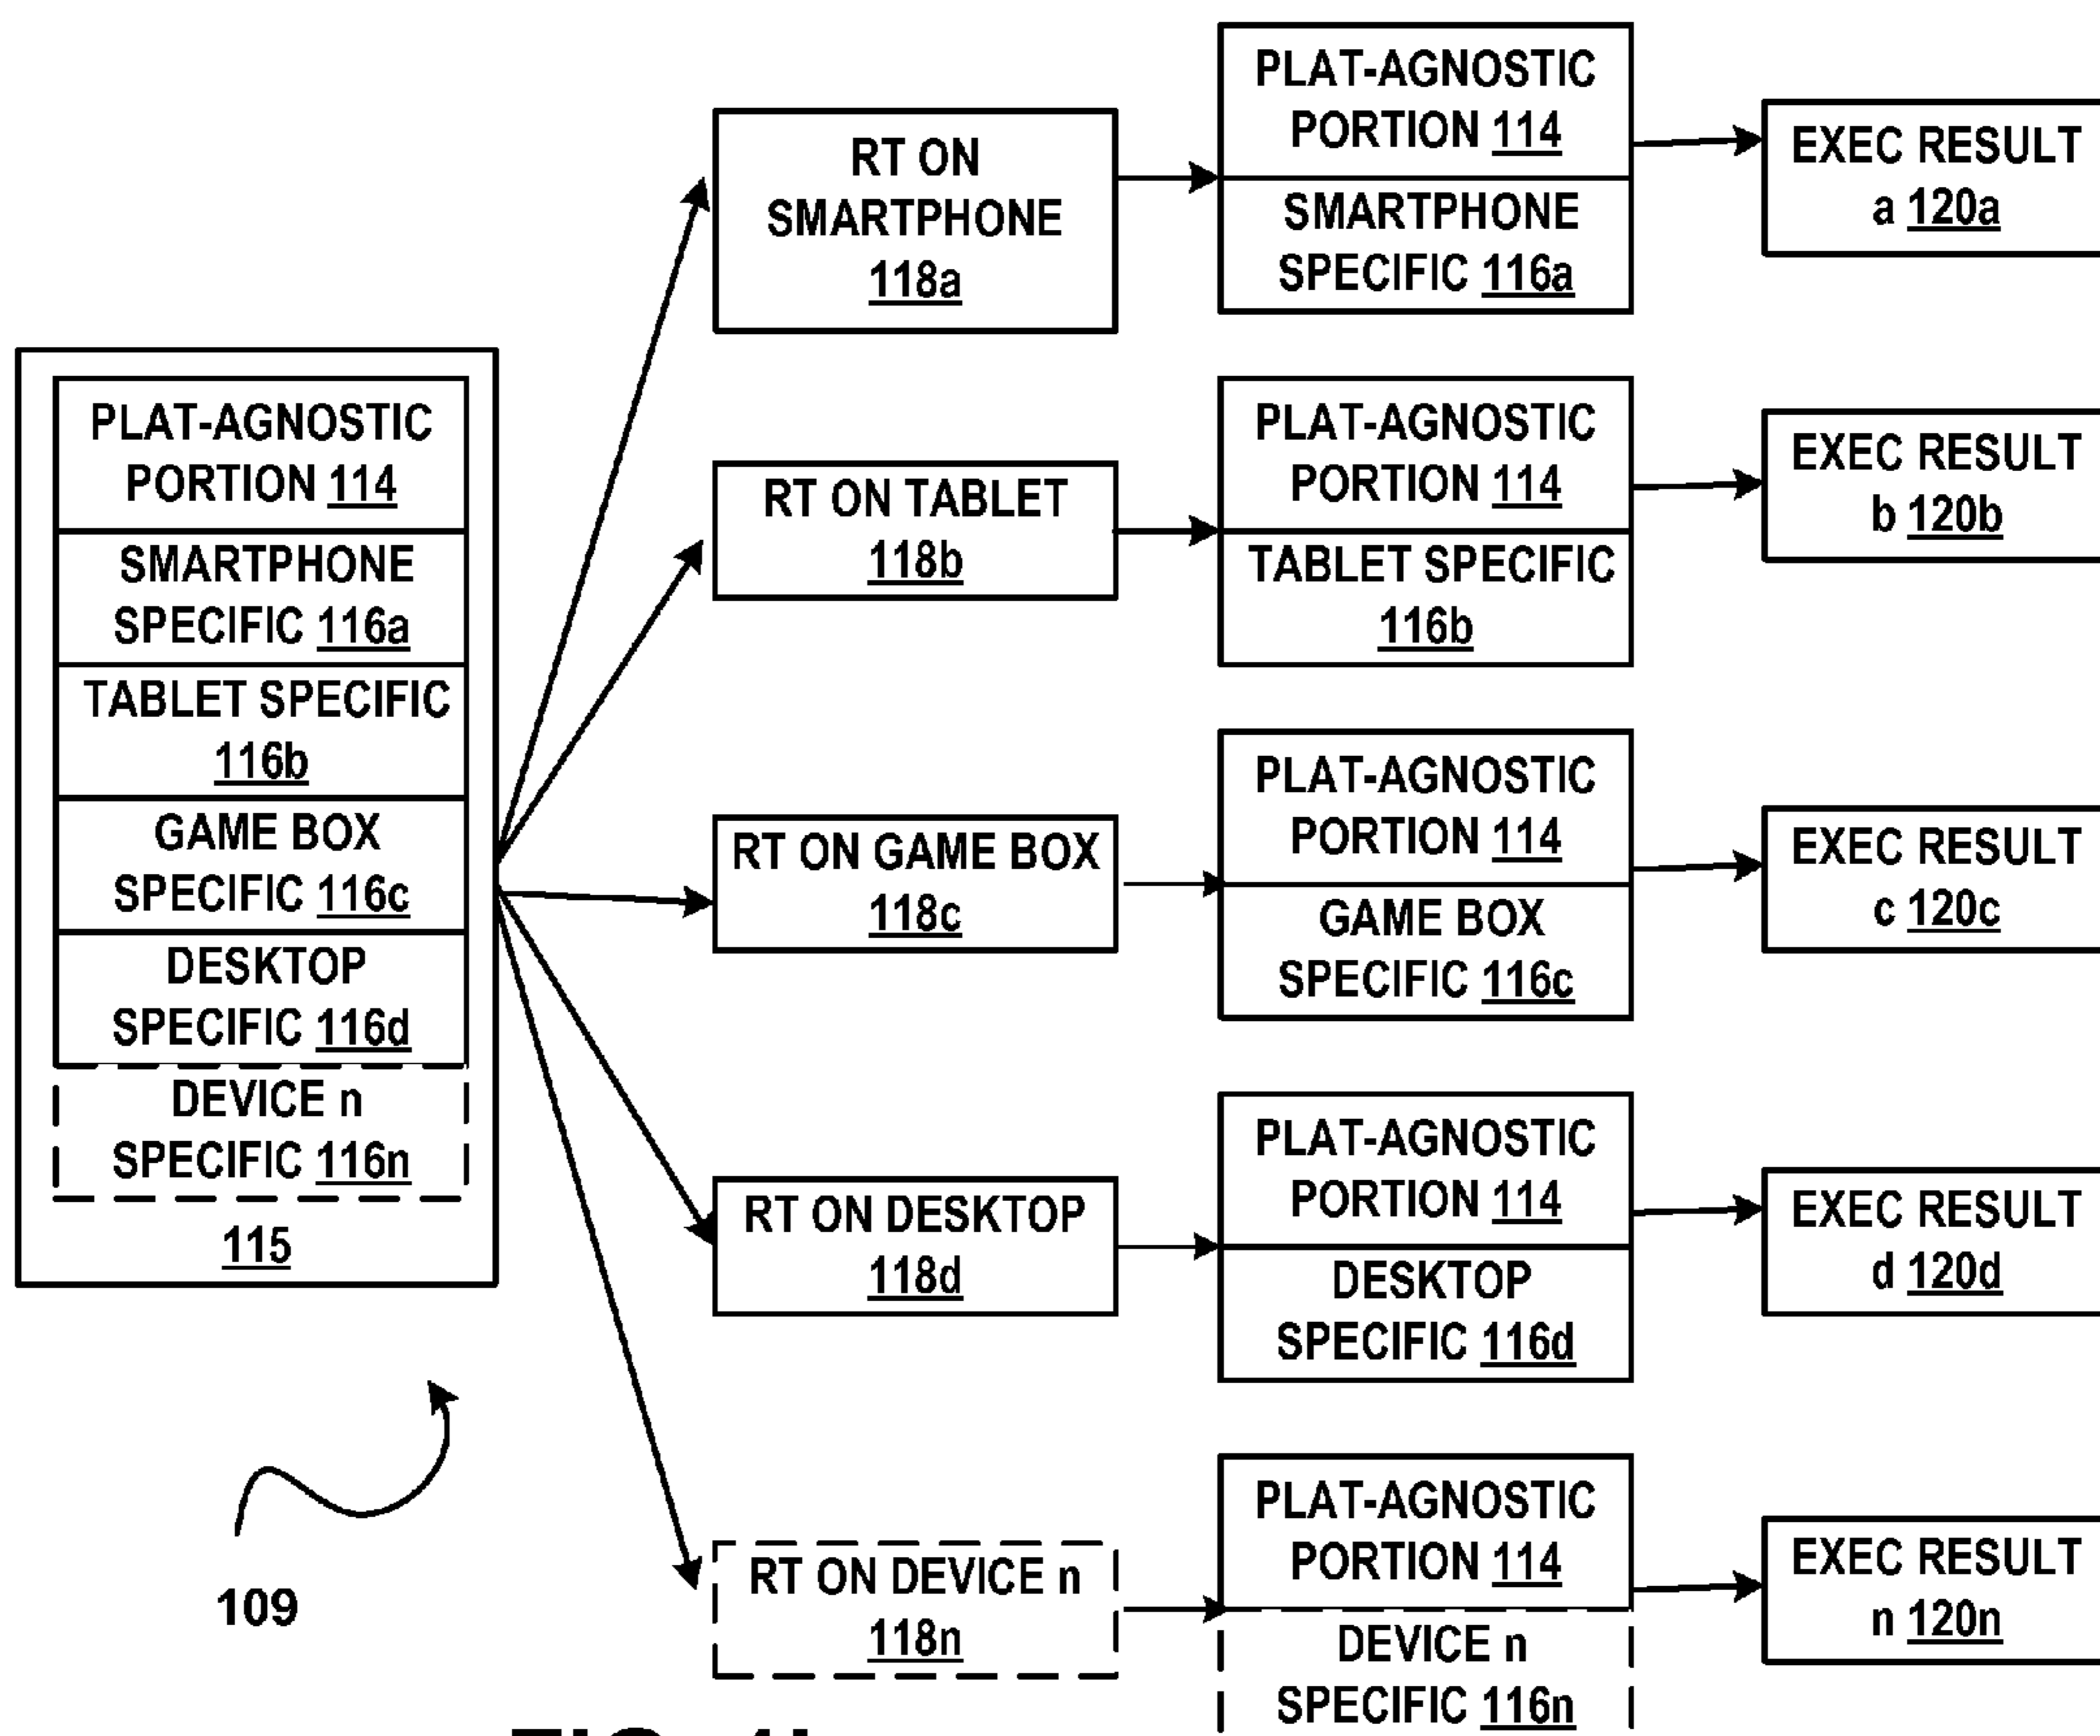 PLAT-AGNOSTIC
PORTION 114
SMARTPHONE
SPECIFIC 116a
TABLET SPECIFIC
116b
GAME BOX
SPECIFIC 116c
DESKTOP
SPECIFIC 116d
DEVICE n
SPECIFIC 116n
115
109
RT ON
SMARTPHONE
118a
PLAT-AGNOSTIC
PORTION 114
SMARTPHONE
SPECIFIC 116a
EXEC RESULT
a 120a
RT ON TABLET
118b
PLAT-AGNOSTIC
PORTION 114
TABLET SPECIFIC
116b
EXEC RESULT
b 120b
RT ON GAME BOX
118c
PLAT-AGNOSTIC
PORTION 114
GAME BOX
SPECIFIC 116c
EXEC RESULT
c 120c
RT ON DESKTOP
118d
PLAT-AGNOSTIC
PORTION 114
DESKTOP
SPECIFIC 116d
EXEC RESULT
d 120d
RT ON DEVICE n
118n
PLAT-AGNOSTIC
PORTION 114
DEVICE n
SPECIFIC 116n
EXEC RESULT
n 120n